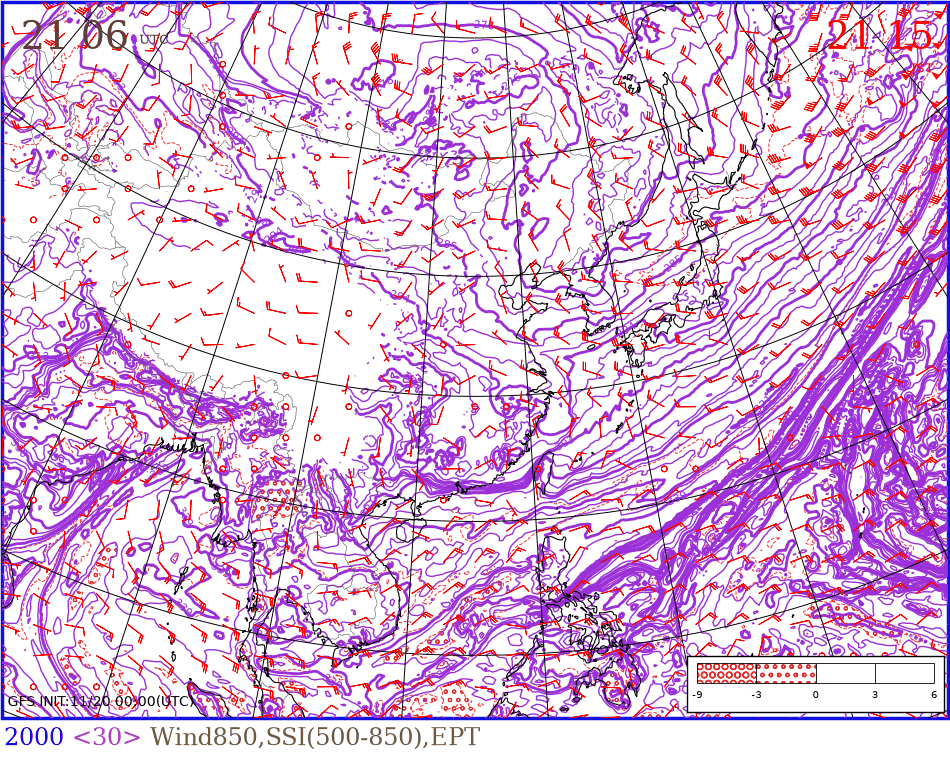 21 06 UTC
21 15
GFS INIT:11/20 00:00(UTC)
-9 -3 0 3 6
2000 <30> Wind850,SSI(500-850),EPT